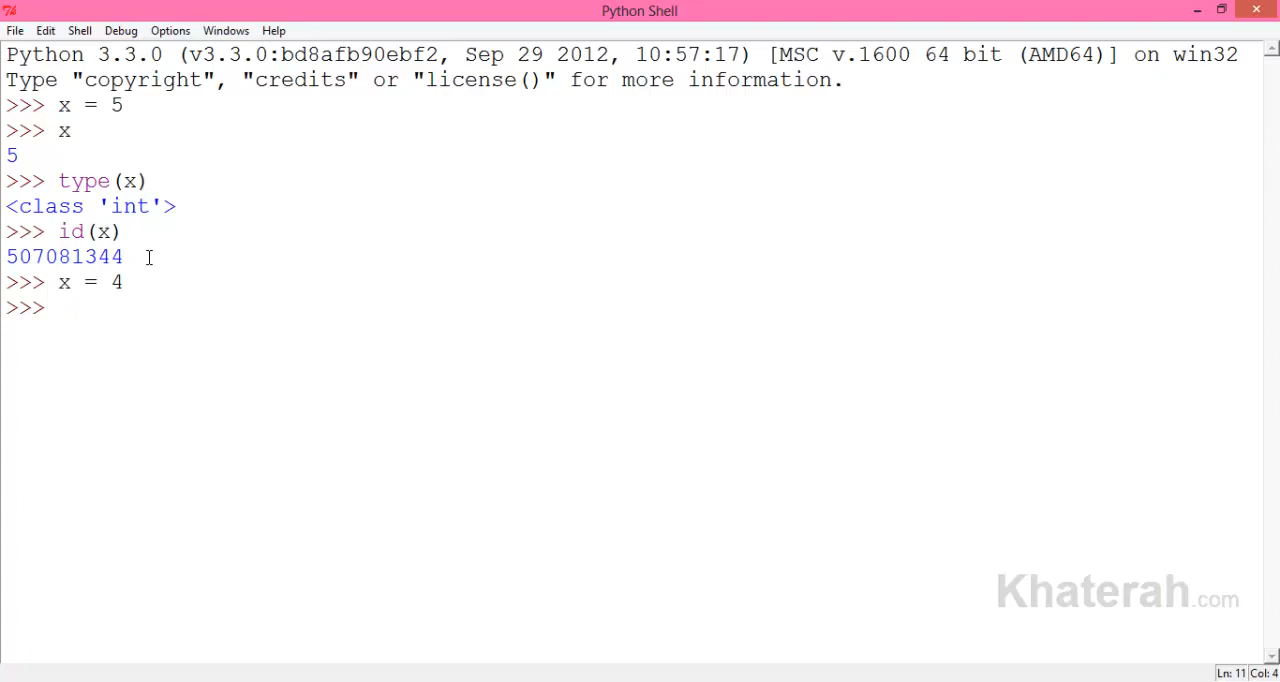 Python Shell
File Edit Shell Debug Options Windows Help
Python 3.3.0 (v3.3.0:bd8afb90ebf2, Sep 29 2012, 10:57:17) [MSC v.1600 64 bit (AMD64)] on win32
Type "copyright", "credits" or "license()" for more information.
>>> x = 5
>>> x
5
>>> type(x)
<class 'int'>
>>> id(x)
507081344
>>> x = 4
>>>
Khaterah.com
Ln: 11 Col: 4